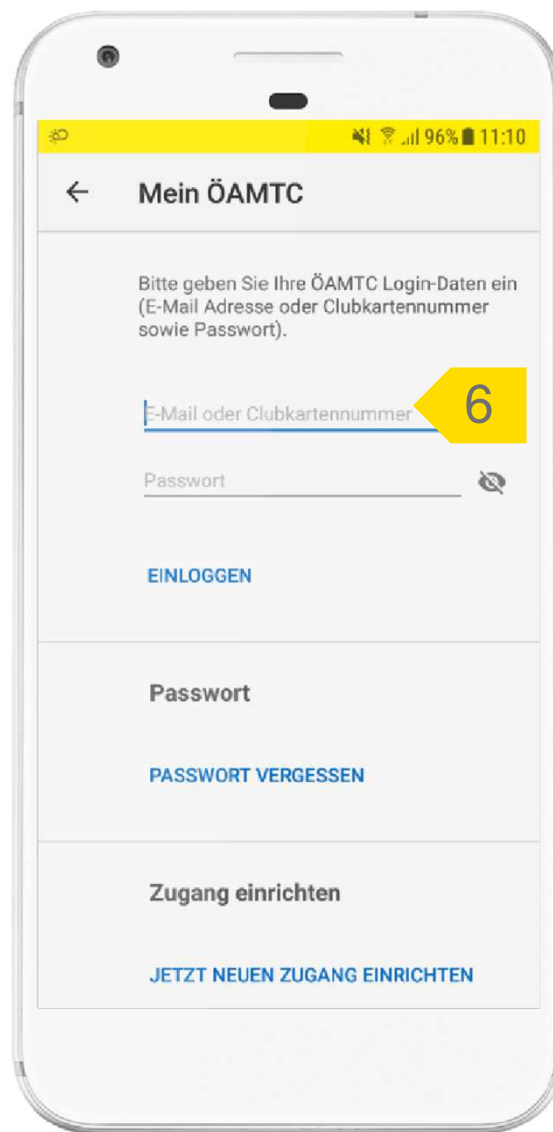 96% 11:10
Mein ÖAMTC
Bitte geben Sie Ihre ÖAMTC Login-Daten ein
(E-Mail Adresse oder Clubkartennummer
sowie Passwort).
E-Mail oder Clubkartennummer
6
Passwort
EINLOGGEN
Passwort
PASSWORT VERGESSEN
Zugang einrichten
JETZT NEUEN ZUGANG EINRICHTEN